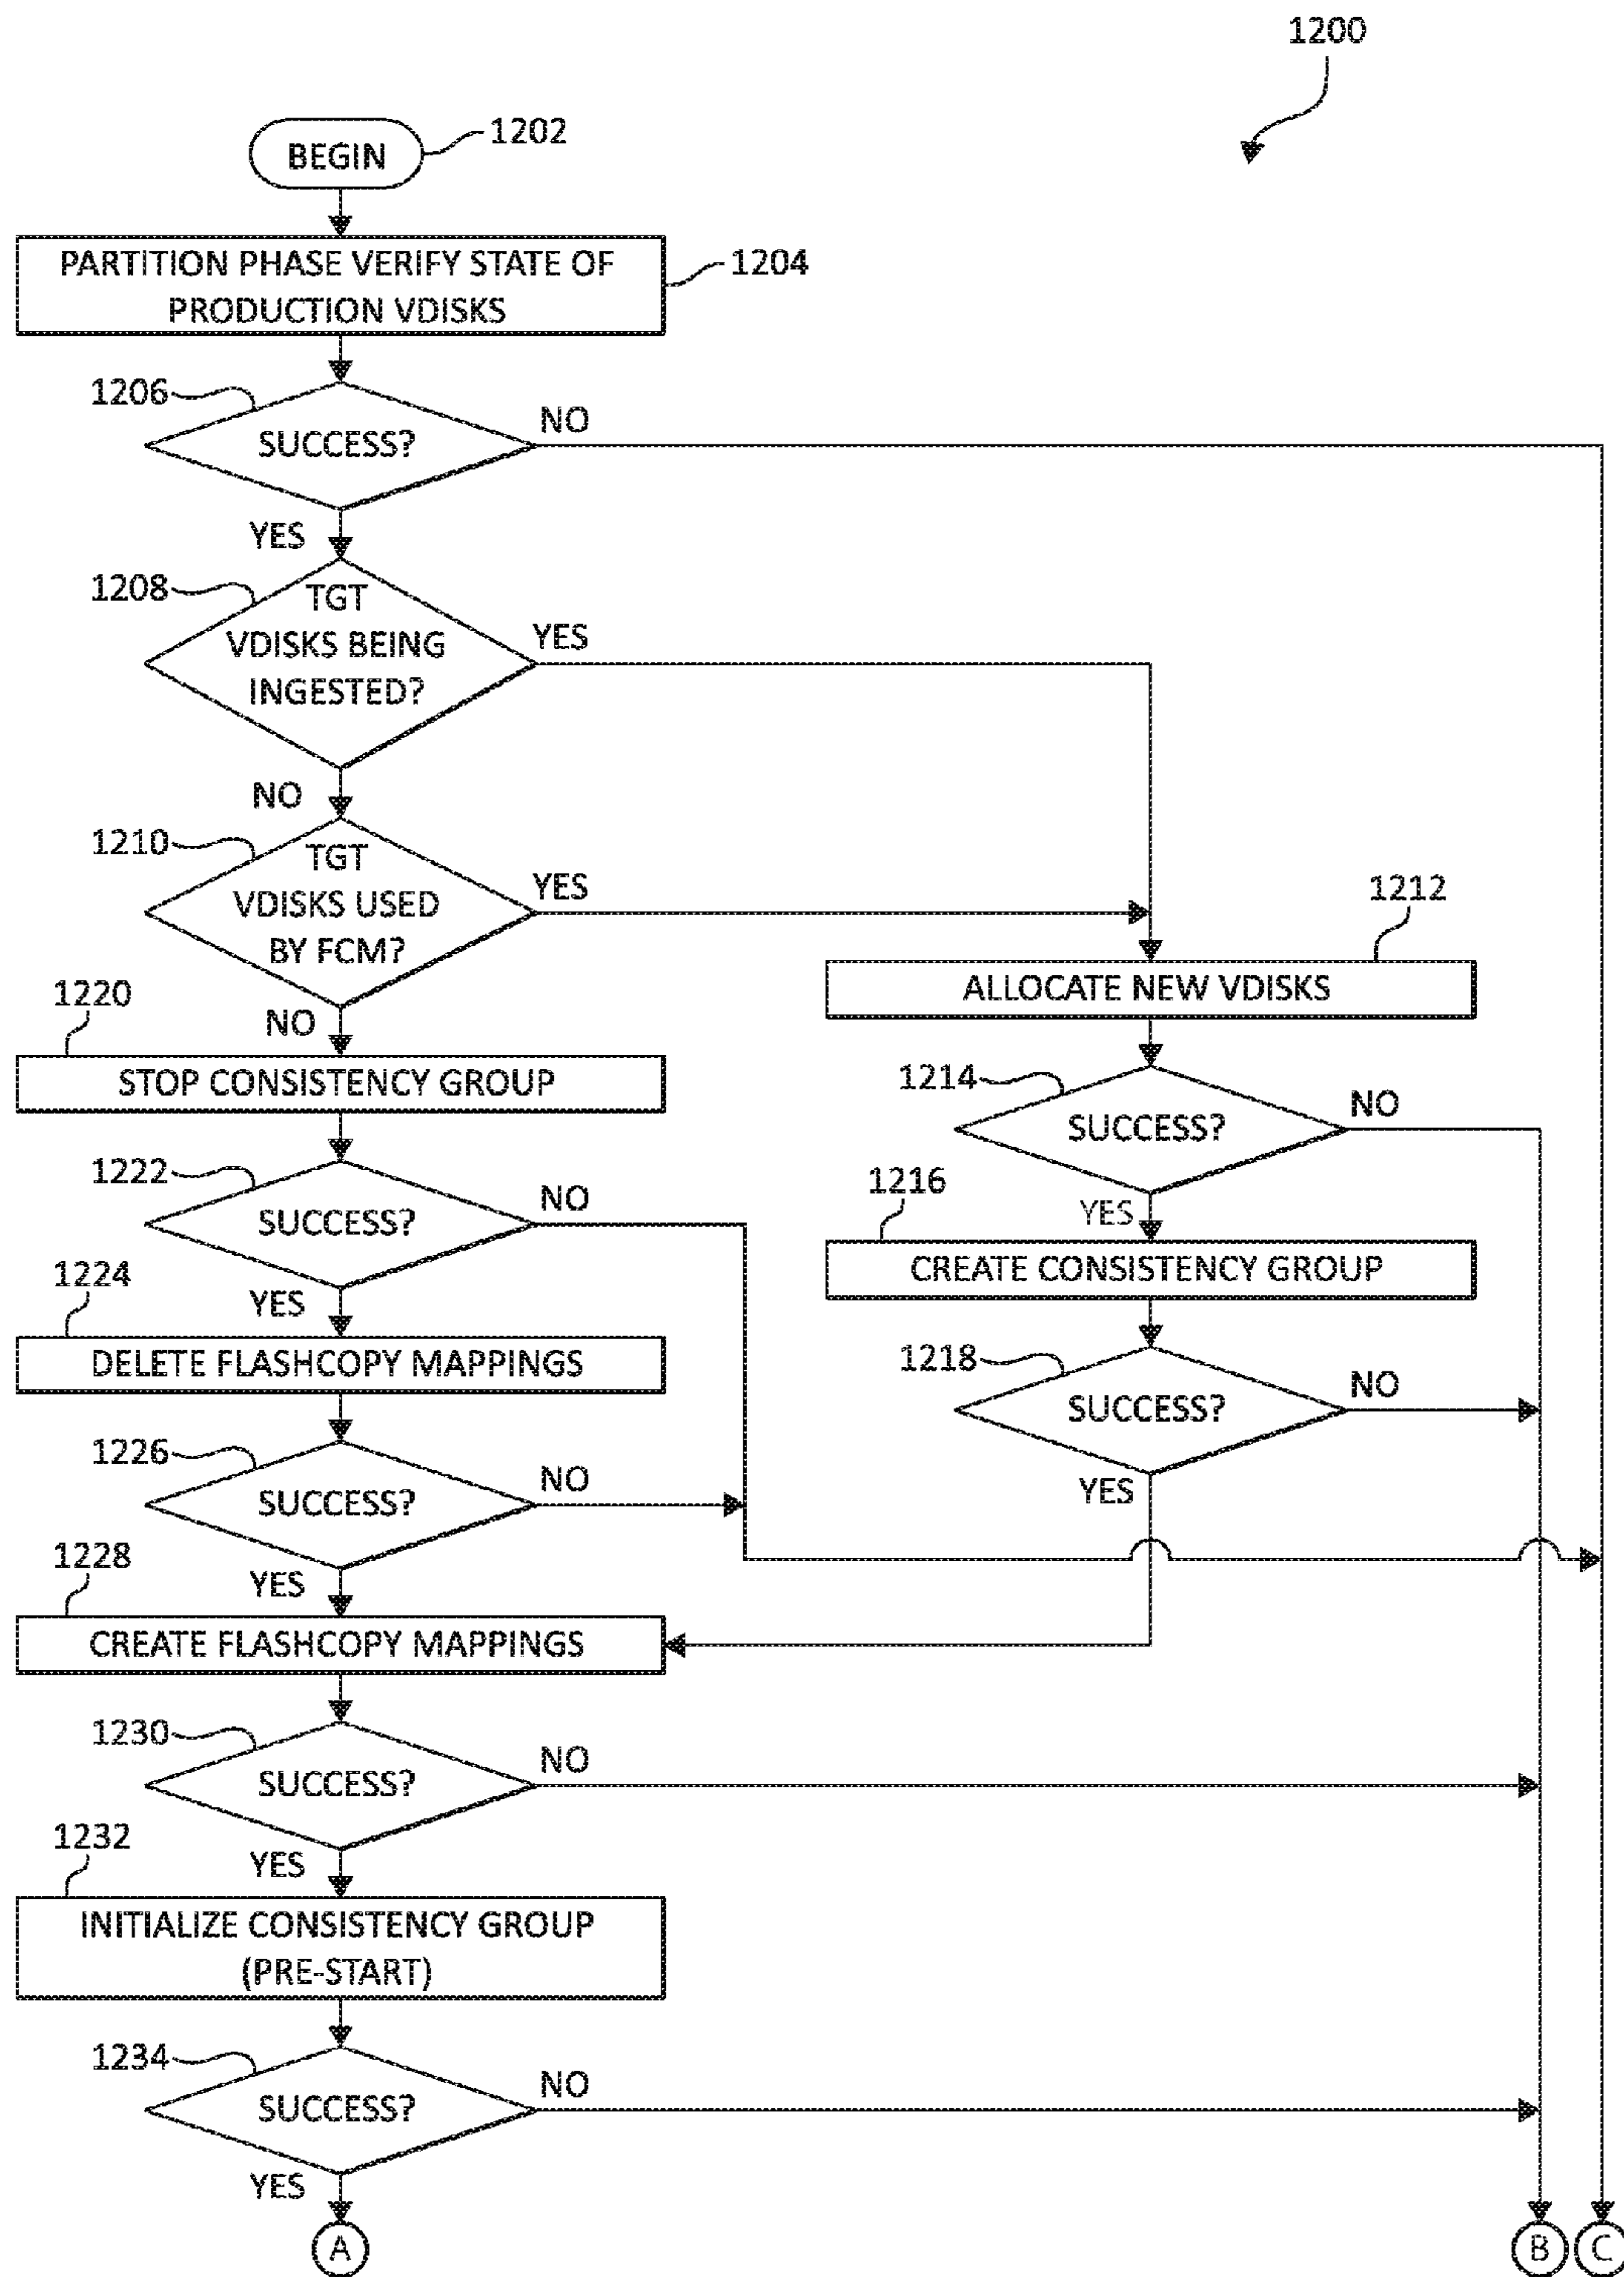 1200
1202
BEGIN
PARTITION PHASE VERIFY STATE OF
PRODUCTION VDISKS
1204
1206
SUCCESS?
NO
YES
1208
TGT
VDISKS BEING
INGESTED?
YES
NO
1210
TGT
VDISKS USED
BY FCM?
YES
NO
1212
ALLOCATE NEW VDISKS
1214
SUCCESS?
NO
YES
1216
CREATE CONSISTENCY GROUP
1218
SUCCESS?
NO
YES
1220
STOP CONSISTENCY GROUP
1222
SUCCESS?
NO
YES
1224
DELETE FLASHCOPY MAPPINGS
1226
SUCCESS?
NO
YES
1228
CREATE FLASHCOPY MAPPINGS
1230
SUCCESS?
NO
YES
1232
INITIALIZE CONSISTENCY GROUP
(PRE-START)
1234
SUCCESS?
NO
YES
A
B
C